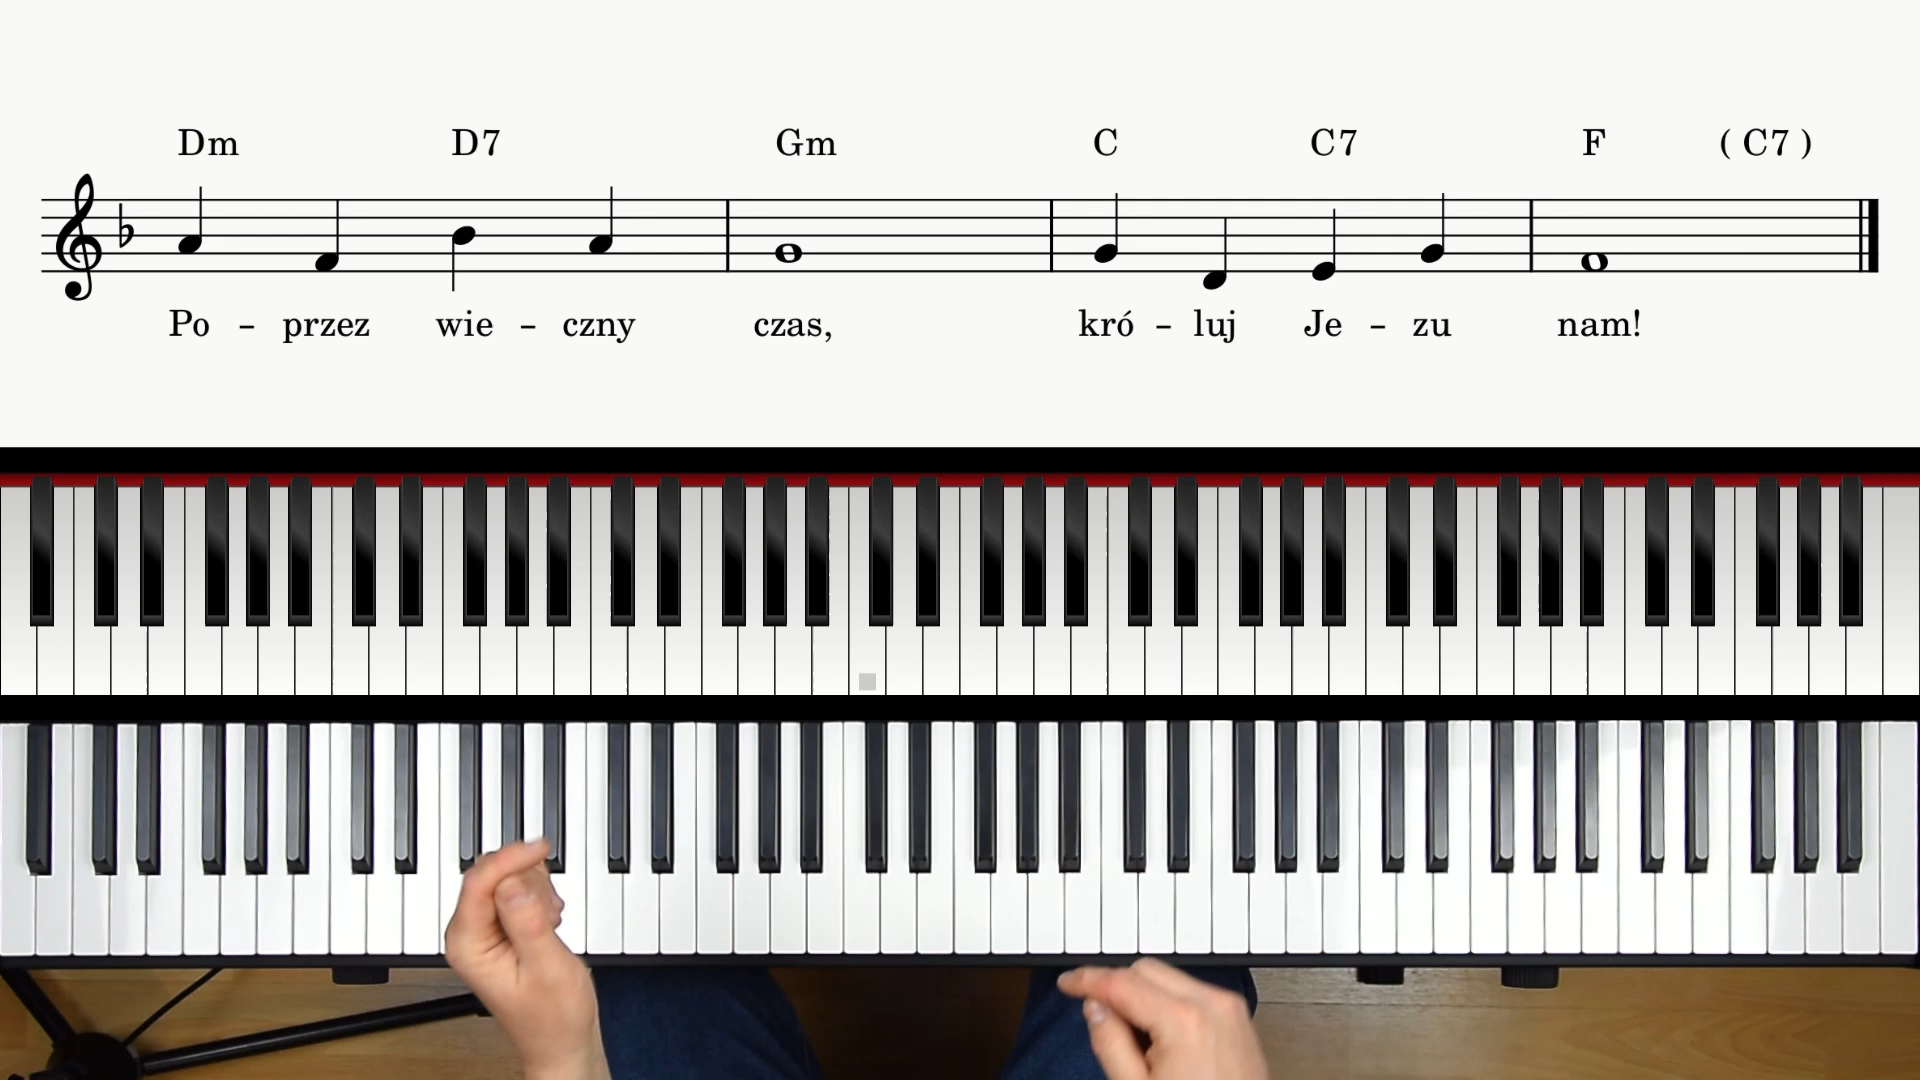 Dm D7 Gm C C7 F ( C7 )
Po - przez wie - czny czas, kró - luj Je - zu nam!